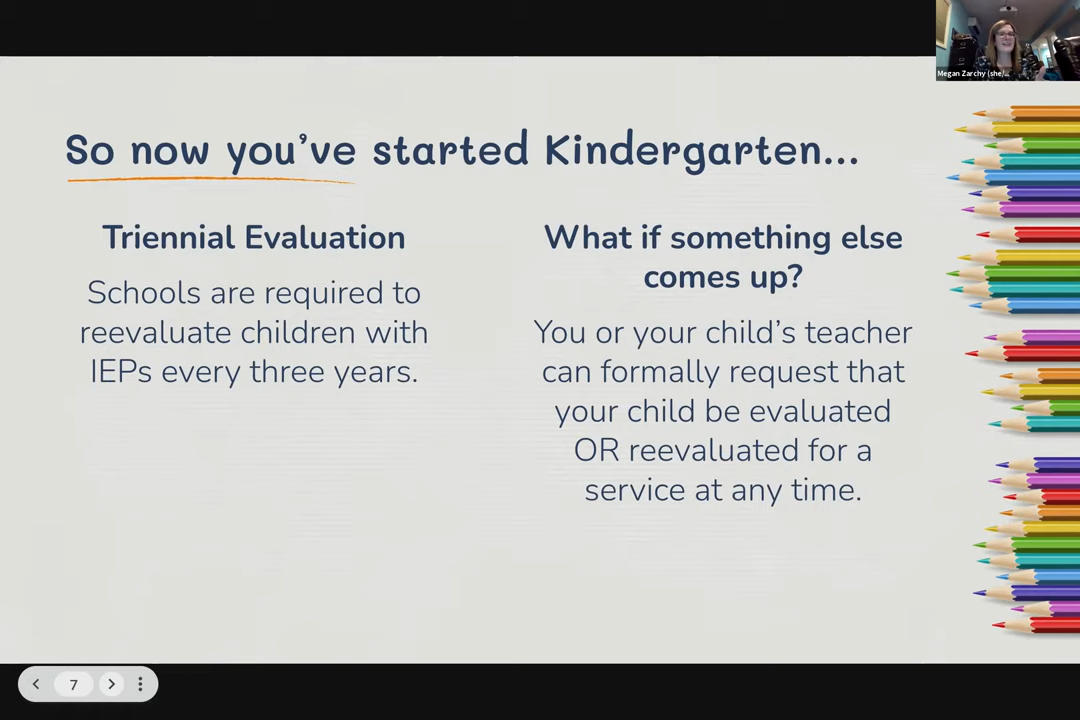 Megan Zarchy (she/...
So now you've started Kindergarten...
Triennial Evaluation
Schools are required to
reevaluate children with
IEPs every three years.
What if something else
comes up?
You or your child's teacher
can formally request that
your child be evaluated
OR reevaluated for a
service at any time.
7